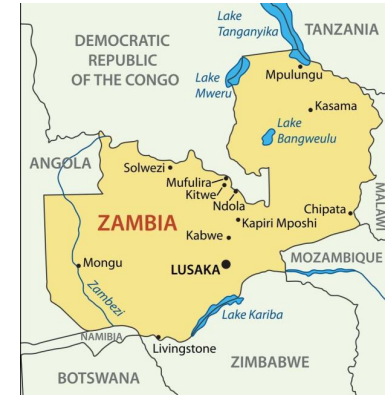 Lake
Tanganyika
TANZANIA
DEMOCRATIC
REPUBLIC
OF THE CONGO
Lake
Mweru
Mpulungu
Kasama
Lake
Bangweulu
ANGOLA
Solwezi
Mufulira
Kitwe
Ndola
Chipata
MALAWI
ZAMBIA
Kapiri Mposhi
Kabwe
MOZAMBIQUE
Mongu
LUSAKA
Zambezi
Lake Kariba
NAMIBIA
Livingstone
ZIMBABWE
BOTSWANA